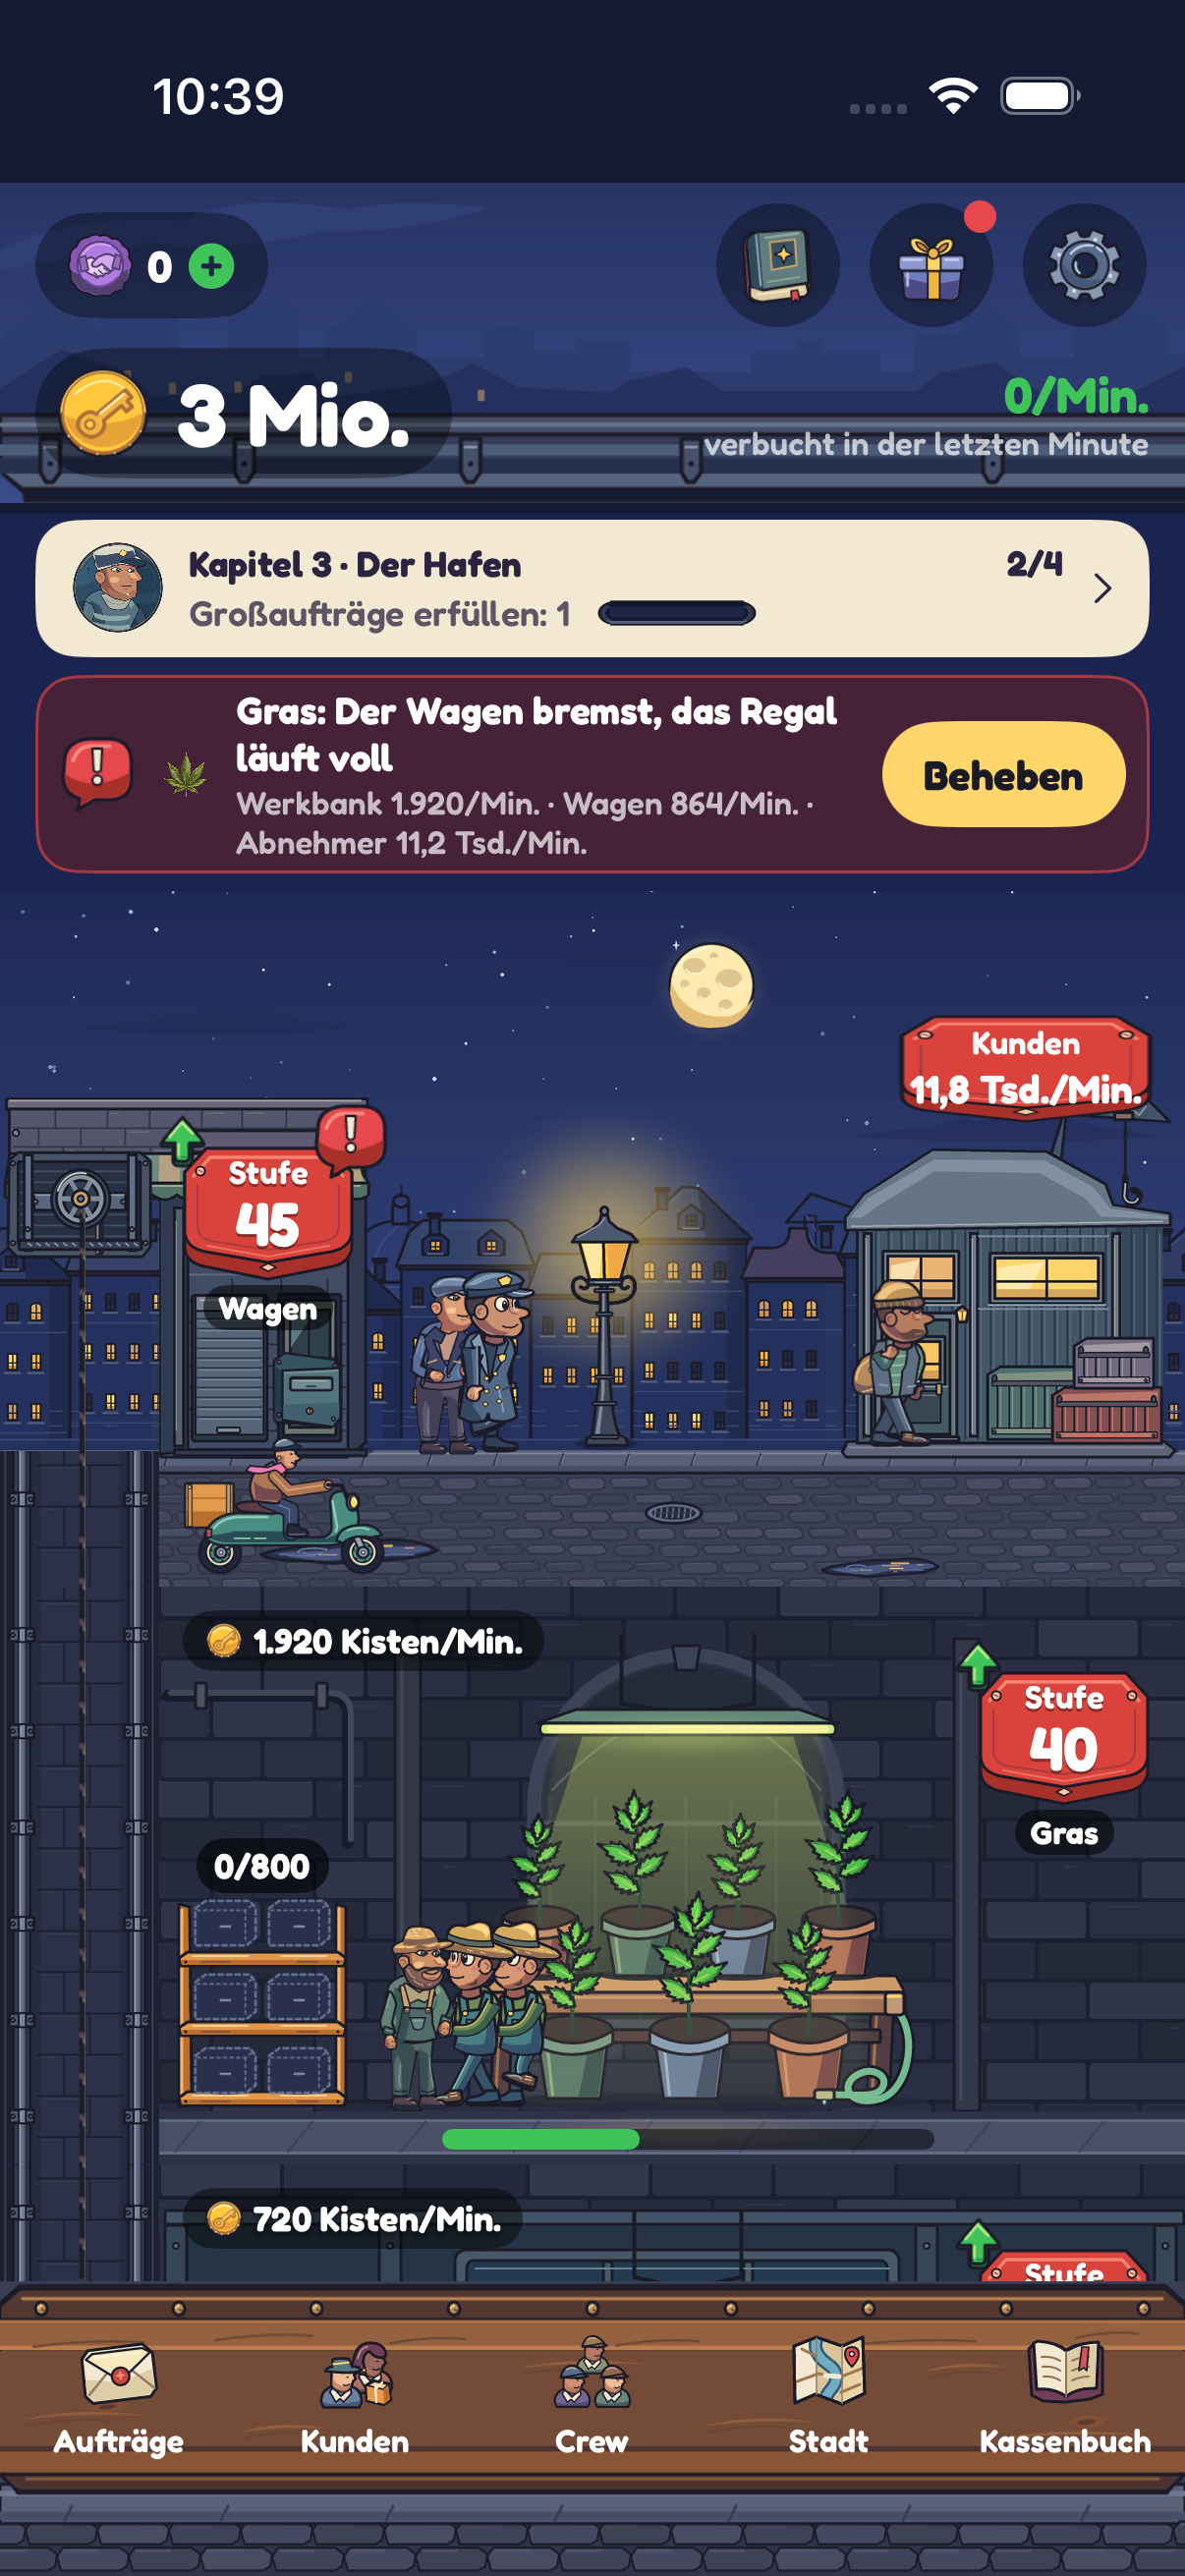 10:39
0
3 Mio.
0/Min.
verbucht in der letzten Minute
Kapitel 3 · Der Hafen
2/4
Großaufträge erfüllen: 1
Gras: Der Wagen bremst, das Regal
läuft voll
Werkbank 1.920/Min. · Wagen 864/Min. ·
Abnehmer 11,2 Tsd./Min.
Beheben
Kunden
11,8 Tsd./Min.
Stufe
45
Wagen
1.920 Kisten/Min.
Stufe
40
Gras
0/800
720 Kisten/Min.
Stufe
Aufträge
Kunden
Crew
Stadt
Kassenbuch